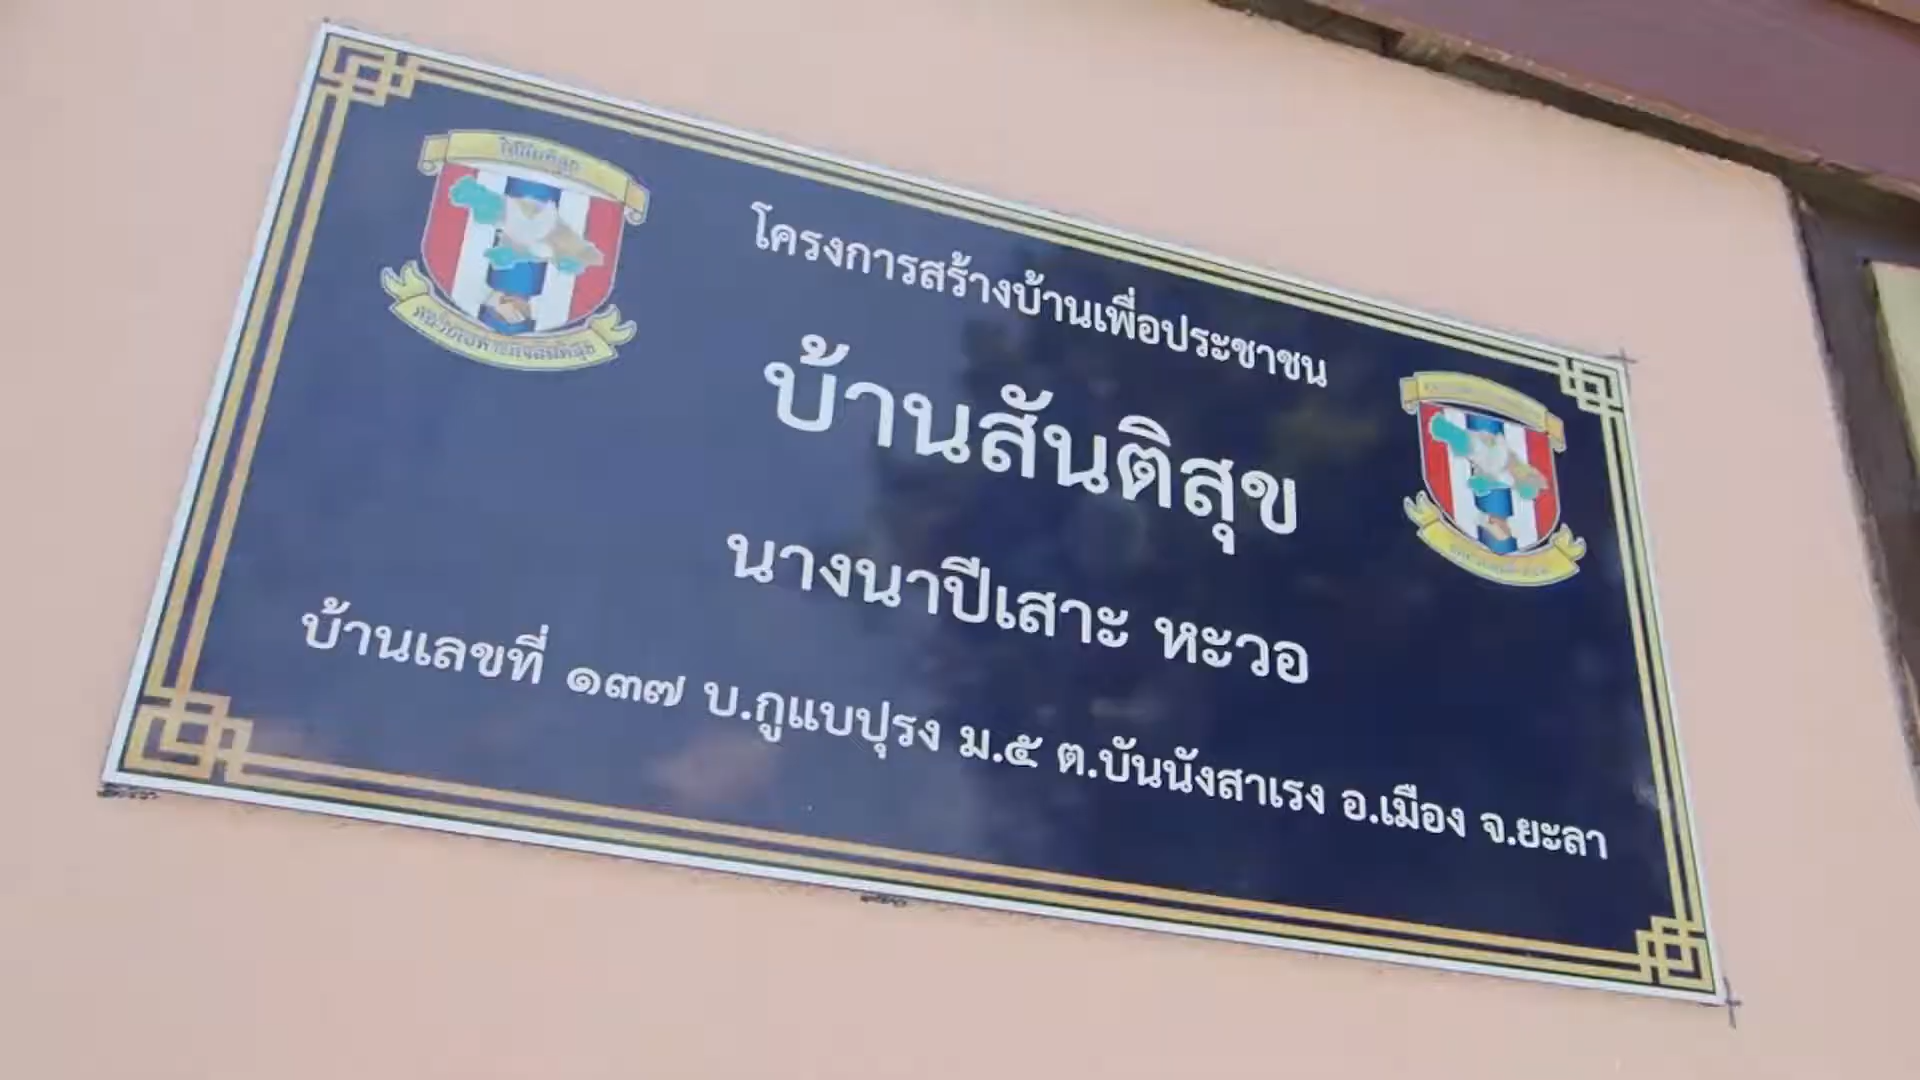 โครงการสร้างบ้านเพื่อประชาชน
บ้านสันติสุข
นางนาปีเสาะ หะวอ
บ้านเลขที่ ๑๓๗ บ.กูแบปุรง ม.๕ ต.บันนังสาเรง อ.เมือง จ.ยะลา